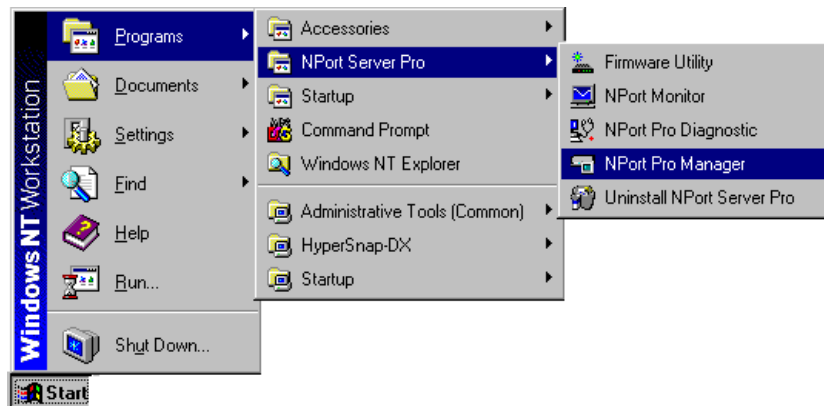 Windows NT Workstation
Programs
Documents
Settings
Find
Help
Run...
Shut Down...
Start
Accessories
NPort Server Pro
Startup
Command Prompt
Windows NT Explorer
Administrative Tools (Common)
HyperSnap-DX
Startup
Firmware Utility
NPort Monitor
NPort Pro Diagnostic
NPort Pro Manager
Uninstall NPort Server Pro